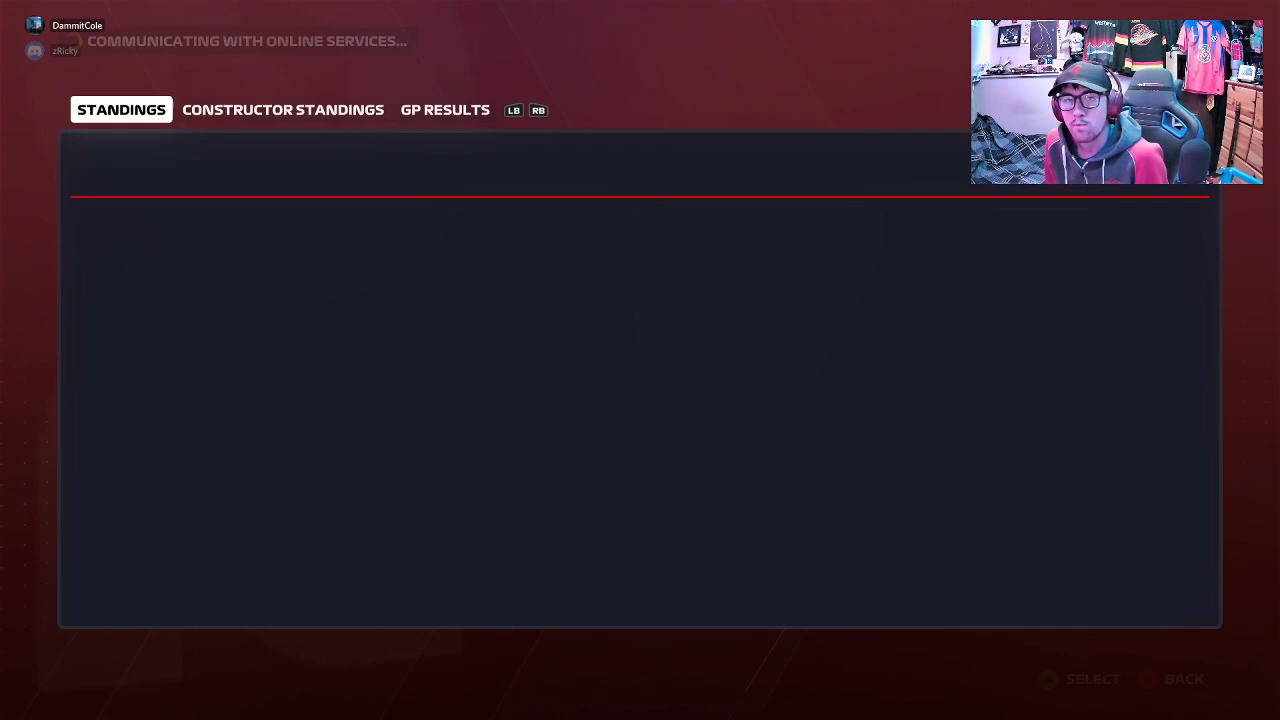 DammitCole
COMMUNICATING WITH ONLINE SERVICES...
zRicky
STANDINGS CONSTRUCTOR STANDINGS GP RESULTS LB RB
SELECT BACK